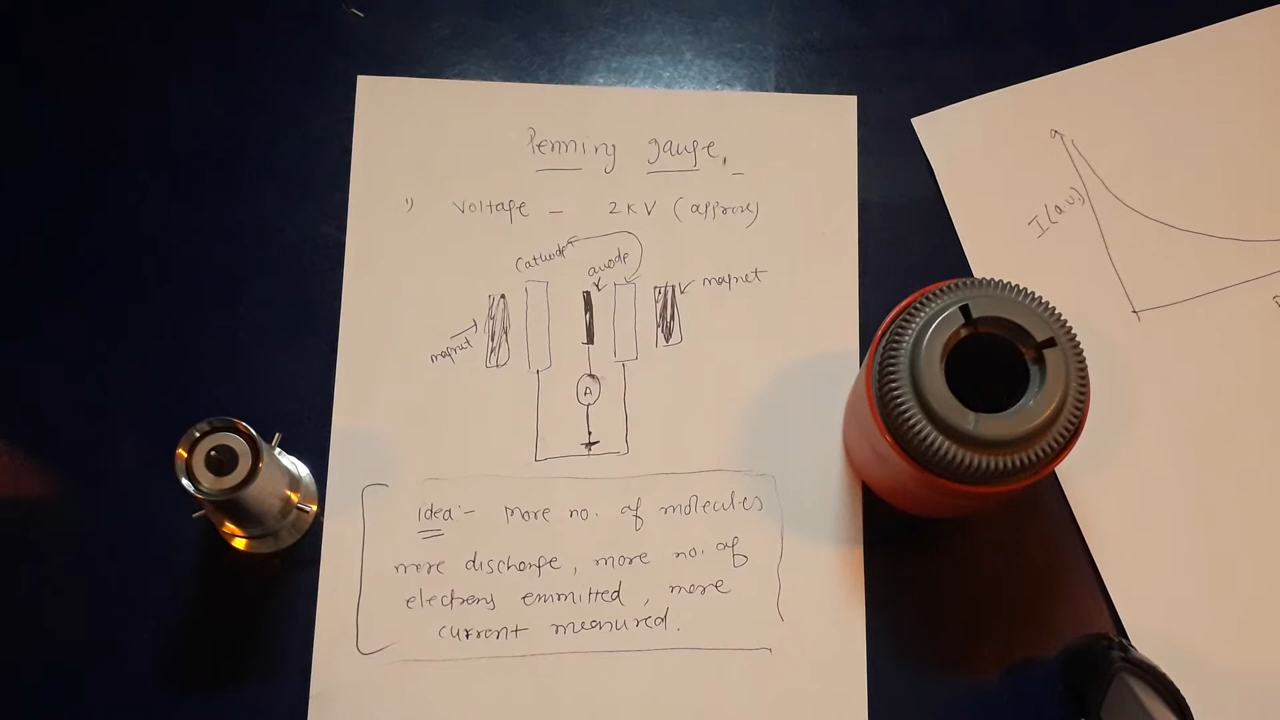 Penning gauge.
1) Voltage - 2KV (approx)
Cathode
anode
magnet
magnet
A
Idea:- More no. of molecules
more discharge, more no. of
electrons emmitted, more
current measured.
I (a.u.)